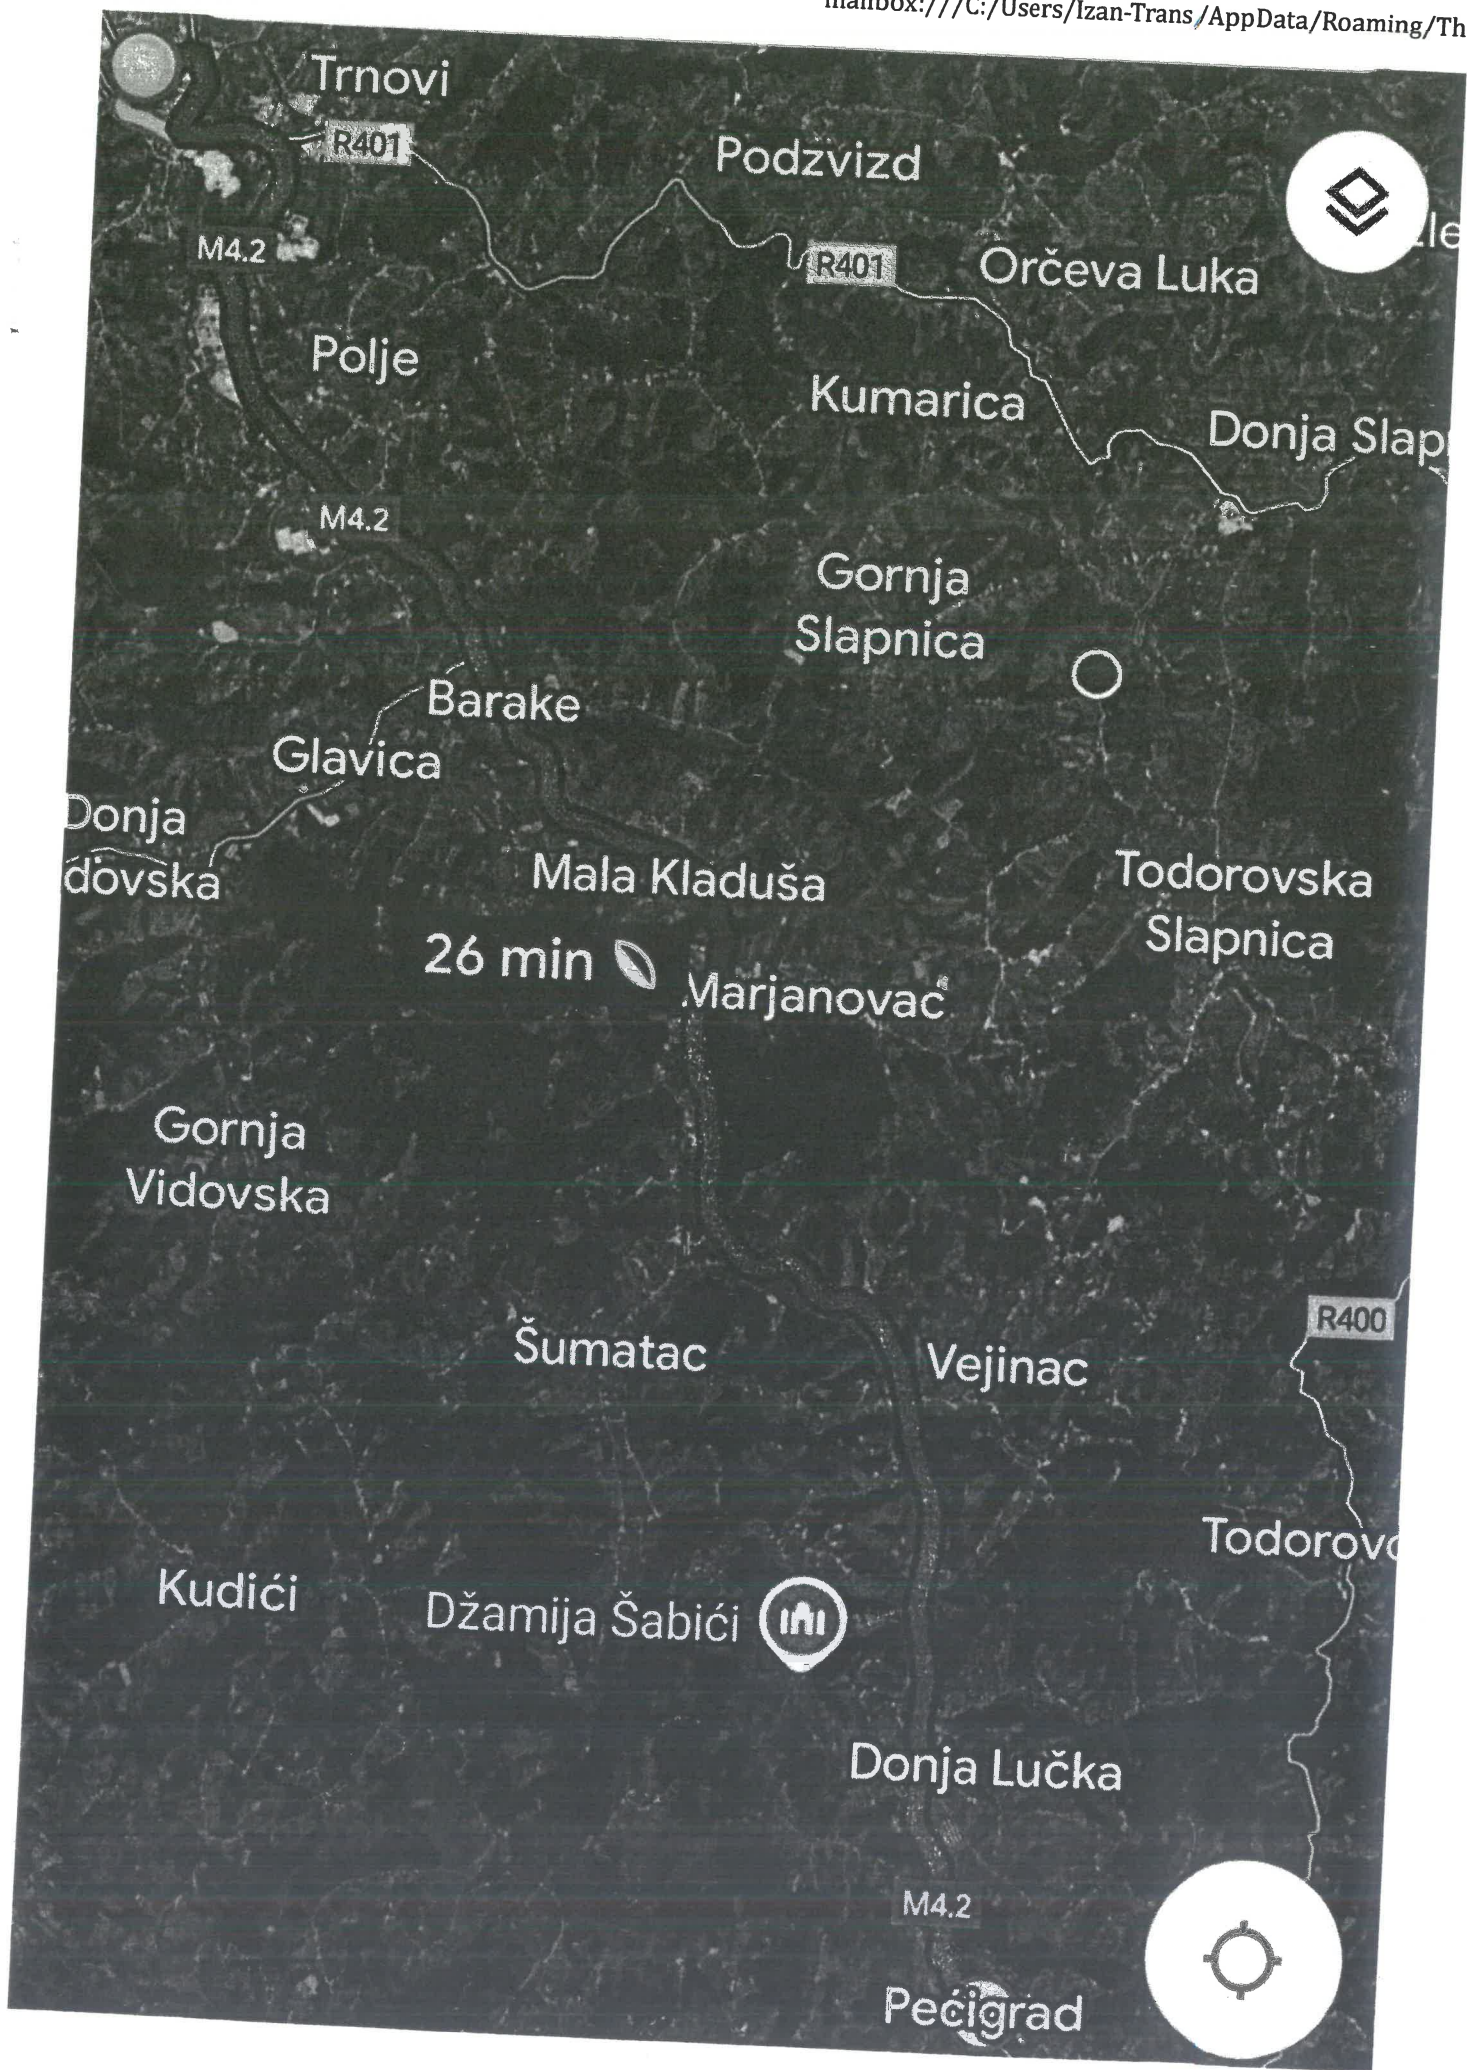 mailbox:///C:/Users/Izan-Trans/AppData/Roaming/Th
Trnovi
R401
Podzvizd
M4.2
R401
Orčeva Luka
Polje
Kumarica
Donja Slap
M4.2
Gornja
Slapnica
Barake
Glavica
Donja
dovska
Mala Kladuša
Todorovska
Slapnica
26 min
Marjanovac
Gornja
Vidovska
R400
Šumatac
Vejinac
Todorovo
Kudići
Džamija Šabići
Donja Lučka
M4.2
Pećigrad